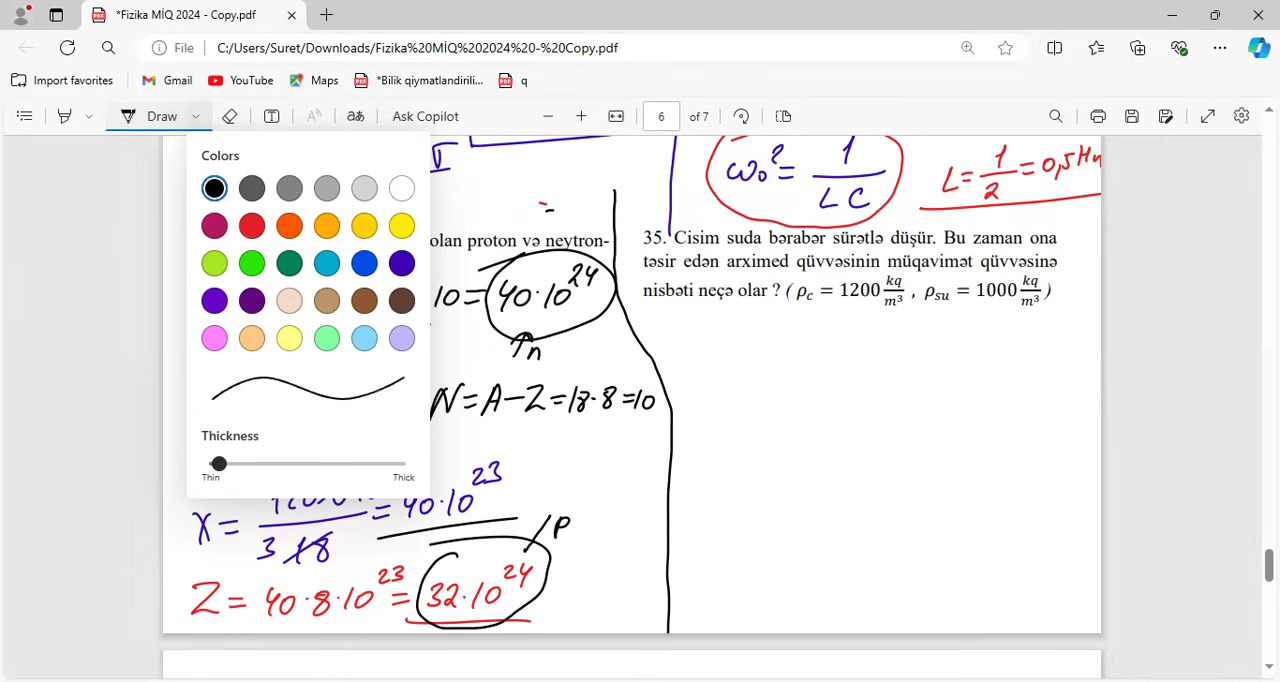 *Fizika MİQ 2024 - Copy.pdf
File C:/Users/Suret/Downloads/Fizika%20MİQ%202024%20-%20Copy.pdf
Import favorites Gmail YouTube Maps *Bilik qiymatlandirili... q
Draw aあ Ask Copilot 6 of 7
Colors
Thickness
Thin Thick
ω₀² = 1/LC
L = 1/2 = 0,5Hn
olan proton və neytron-
10 = 40·10²⁴
n
N = A-Z = 18-8 = 10
= 40·10²³
X =
3 18
p
Z = 40·8·10²³ = 32·10²⁴
35. Cisim suda bərabər sürətlə düşür. Bu zaman ona
təsir edən arximed qüvvəsinin müqavimət qüvvəsinə
nisbəti neçə olar ? ( ρc = 1200 kq/m³ , ρsu = 1000 kq/m³ )